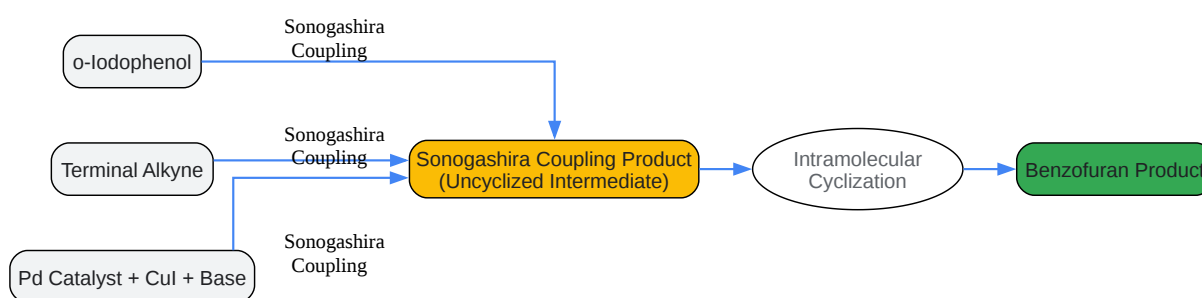 Sonogashira
Coupling
o-Iodophenol
Sonogashira
Coupling
Terminal Alkyne
Sonogashira Coupling Product
(Uncyclized Intermediate)
Intramolecular
Cyclization
Benzofuran Product
Sonogashira
Coupling
Pd Catalyst + CuI + Base